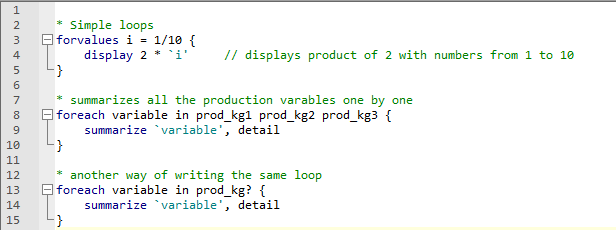 1
2 * Simple loops
3 forvalues i = 1/10 {
4 display 2 * `i' // displays product of 2 with numbers from 1 to 10
5 }
6
7 * summarizes all the production varables one by one
8 foreach variable in prod_kg1 prod_kg2 prod_kg3 {
9 summarize `variable', detail
10 }
11
12 * another way of writing the same loop
13 foreach variable in prod_kg? {
14 summarize `variable', detail
15 }